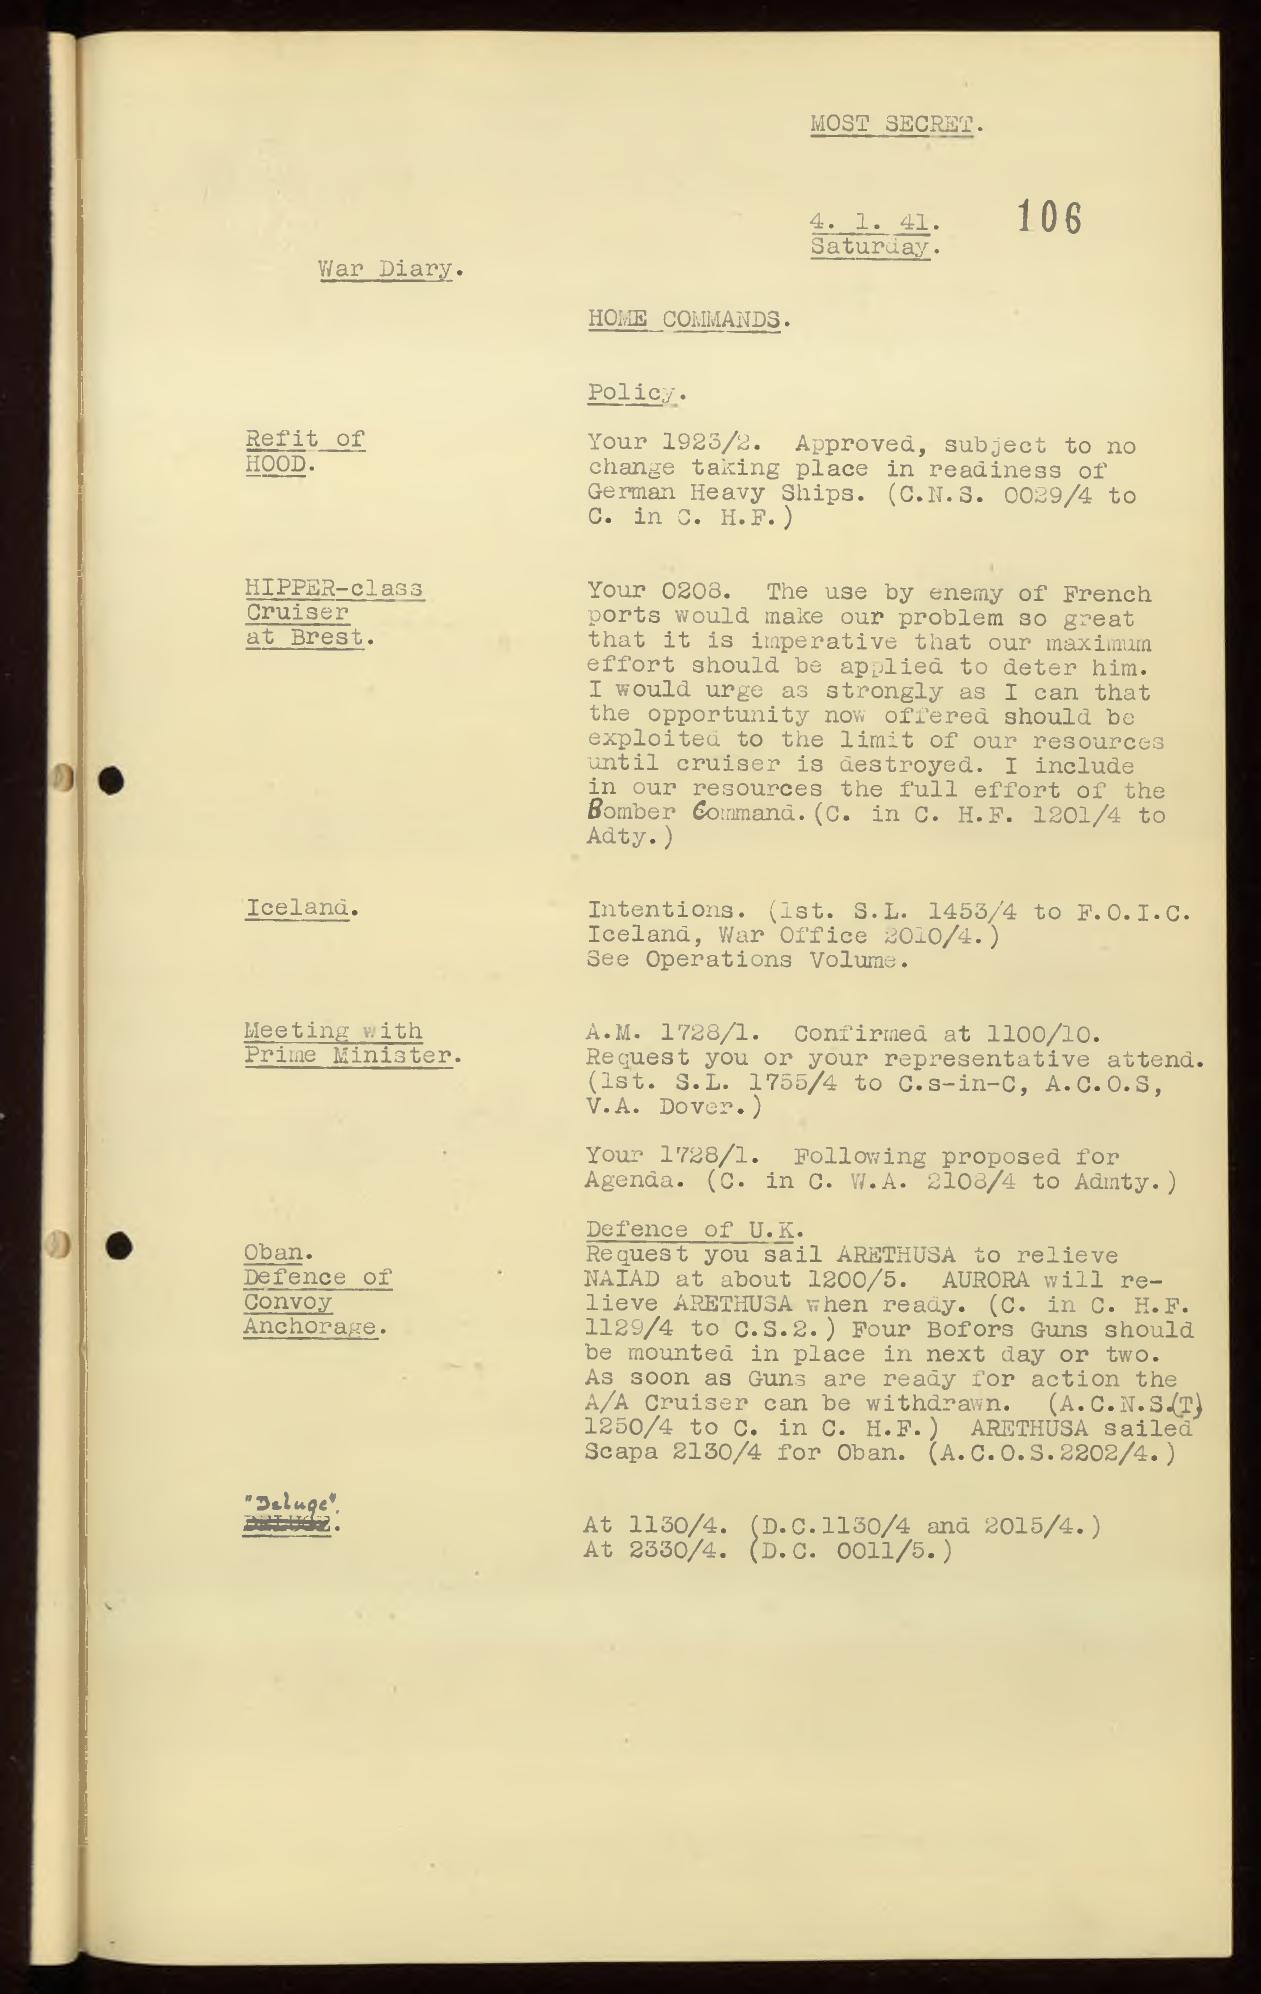 MOST SECRET.
4. 1. 41.
106
Saturday.
War Diary.
HOME COMMANDS.
Policy.
Refit of
HOOD.
Your 1923/2. Approved, subject to no
change taking place in readiness of
German Heavy Ships. (C.N.S. 0029/4 to
C. in C. H.F.)
HIPPER-class
Cruiser
at Brest.
Your 0208. The use by enemy of French
ports would make our problem so great
that it is imperative that our maximum
effort should be applied to deter him.
I would urge as strongly as I can that
the opportunity now offered should be
exploited to the limit of our resources
until cruiser is destroyed. I include
in our resources the full effort of the
Bomber Command.(C. in C. H.F. 1201/4 to
Adty.)
Iceland.
Intentions. (1st. S.L. 1453/4 to F.O.I.C.
Iceland, War Office 2010/4.)
See Operations Volume.
Meeting with
Prime Minister.
A.M. 1728/1. Confirmed at 1100/10.
Request you or your representative attend.
(1st. S.L. 1755/4 to C.s-in-C, A.C.O.S,
V.A. Dover.)
Your 1728/1. Following proposed for
Agenda. (C. in C. W.A. 2108/4 to Admty.)
Defence of U.K.
Oban.
Defence of
Convoy
Anchorage.
Request you sail ARETHUSA to relieve
NAIAD at about 1200/5. AURORA will re-
lieve ARETHUSA when ready. (C. in C. H.F.
1129/4 to C.S.2.) Four Bofors Guns should
be mounted in place in next day or two.
As soon as Guns are ready for action the
A/A Cruiser can be withdrawn. (A.C.N.S.(T)
1250/4 to C. in C. H.F.) ARETHUSA sailed
Scapa 2130/4 for Oban. (A.C.O.S.2202/4.)
"Deluge".
DELUGE.
At 1130/4. (D.C.1130/4 and 2015/4.)
At 2330/4. (D.C. 0011/5.)